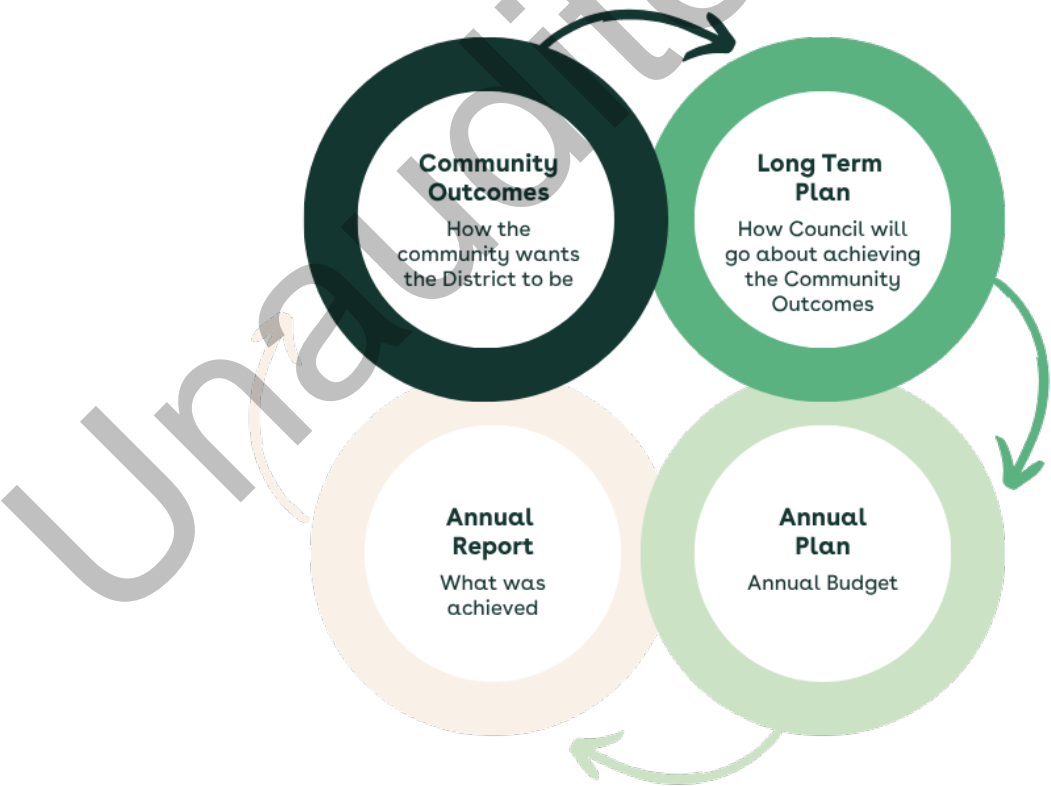 Community
Outcomes
How the
community wants
the District to be
Long Term
Plan
How Council will
go about achieving
the Community
Outcomes
Annual
Report
What was
achieved
Annual
Plan
Annual Budget
Unaudite